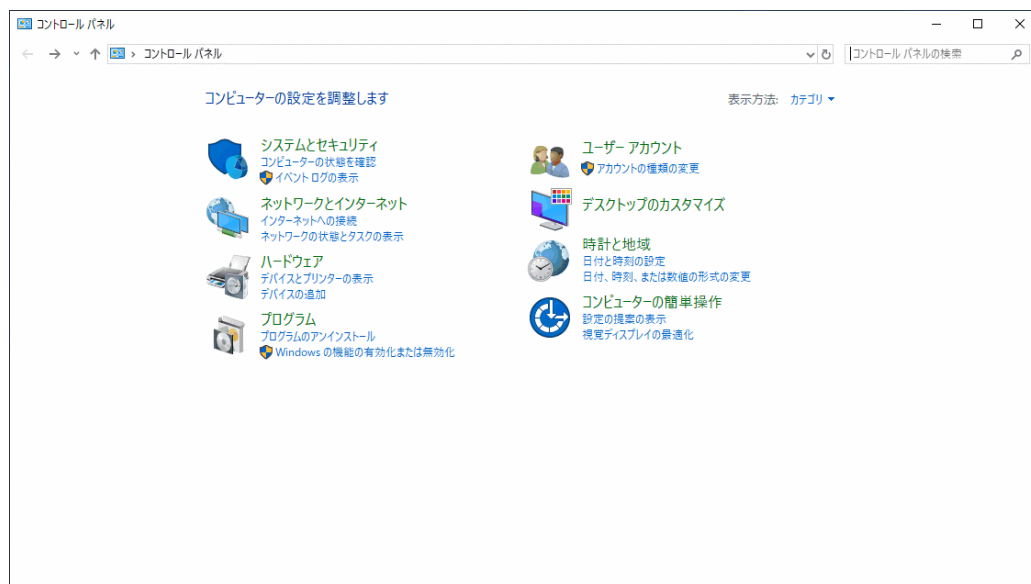 コントロール パネル
コントロール パネル
コントロール パネルの検索
コンピューターの設定を調整します
表示方法: カテゴリ
システムとセキュリティ
コンピューターの状態を確認
イベント ログの表示
ネットワークとインターネット
インターネットへの接続
ネットワークの状態とタスクの表示
ハードウェア
デバイスとプリンターの表示
デバイスの追加
プログラム
プログラムのアンインストール
Windows の機能の有効化または無効化
ユーザー アカウント
アカウントの種類の変更
デスクトップのカスタマイズ
時計と地域
日付と時刻の設定
日付、時刻、または数値の形式の変更
コンピューターの簡単操作
設定の提案の表示
視覚ディスプレイの最適化